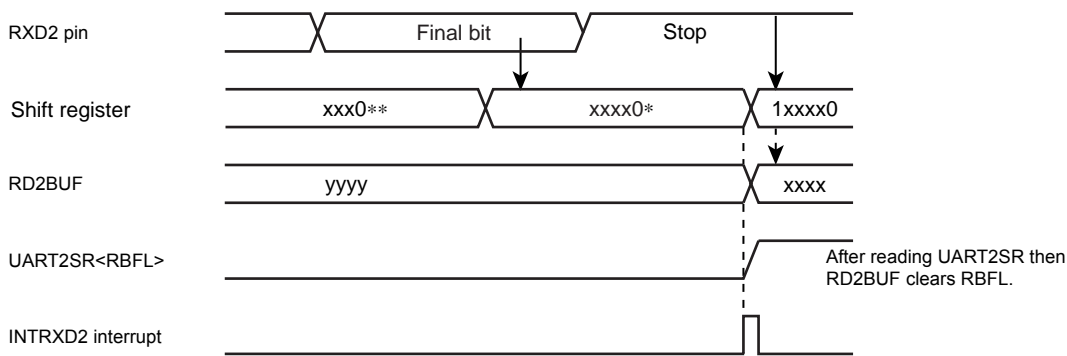 RXD2 pin
Final bit
Stop
Shift register
xxx0**
xxxx0*
1xxxx0
RD2BUF
yyyy
xxxx
UART2SR<RBFL>
After reading UART2SR then
RD2BUF clears RBFL.
INTRXD2 interrupt